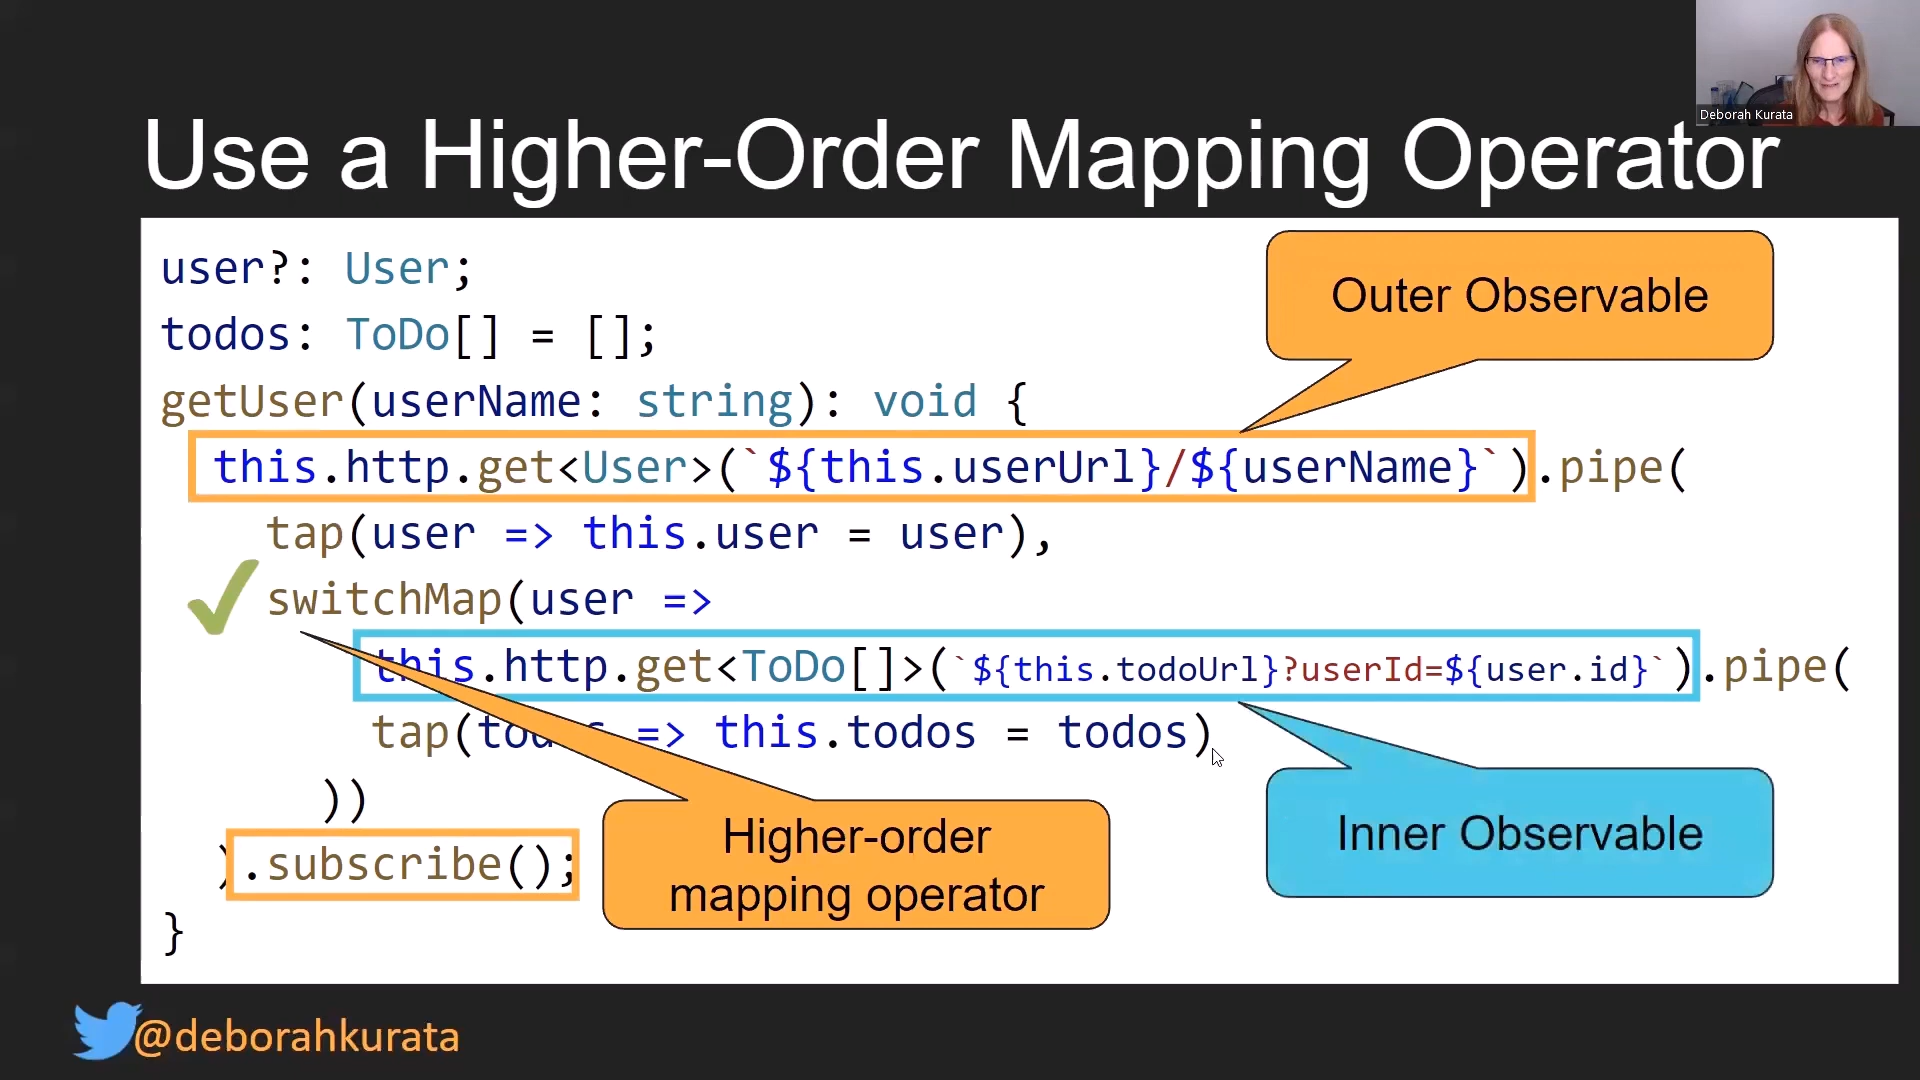 Deborah Kurata
Use a Higher-Order Mapping Operator
user?: User;
todos: ToDo[] = [];
getUser(userName: string): void {
this.http.get<User>(`${this.userUrl}/${userName}`).pipe(
tap(user => this.user = user),
switchMap(user =>
this.http.get<ToDo[]>(`${this.todoUrl}?userId=${user.id}`).pipe(
tap(todos => this.todos = todos)
))
).subscribe();
}
Outer Observable
Inner Observable
Higher-order
mapping operator
@deborahkurata